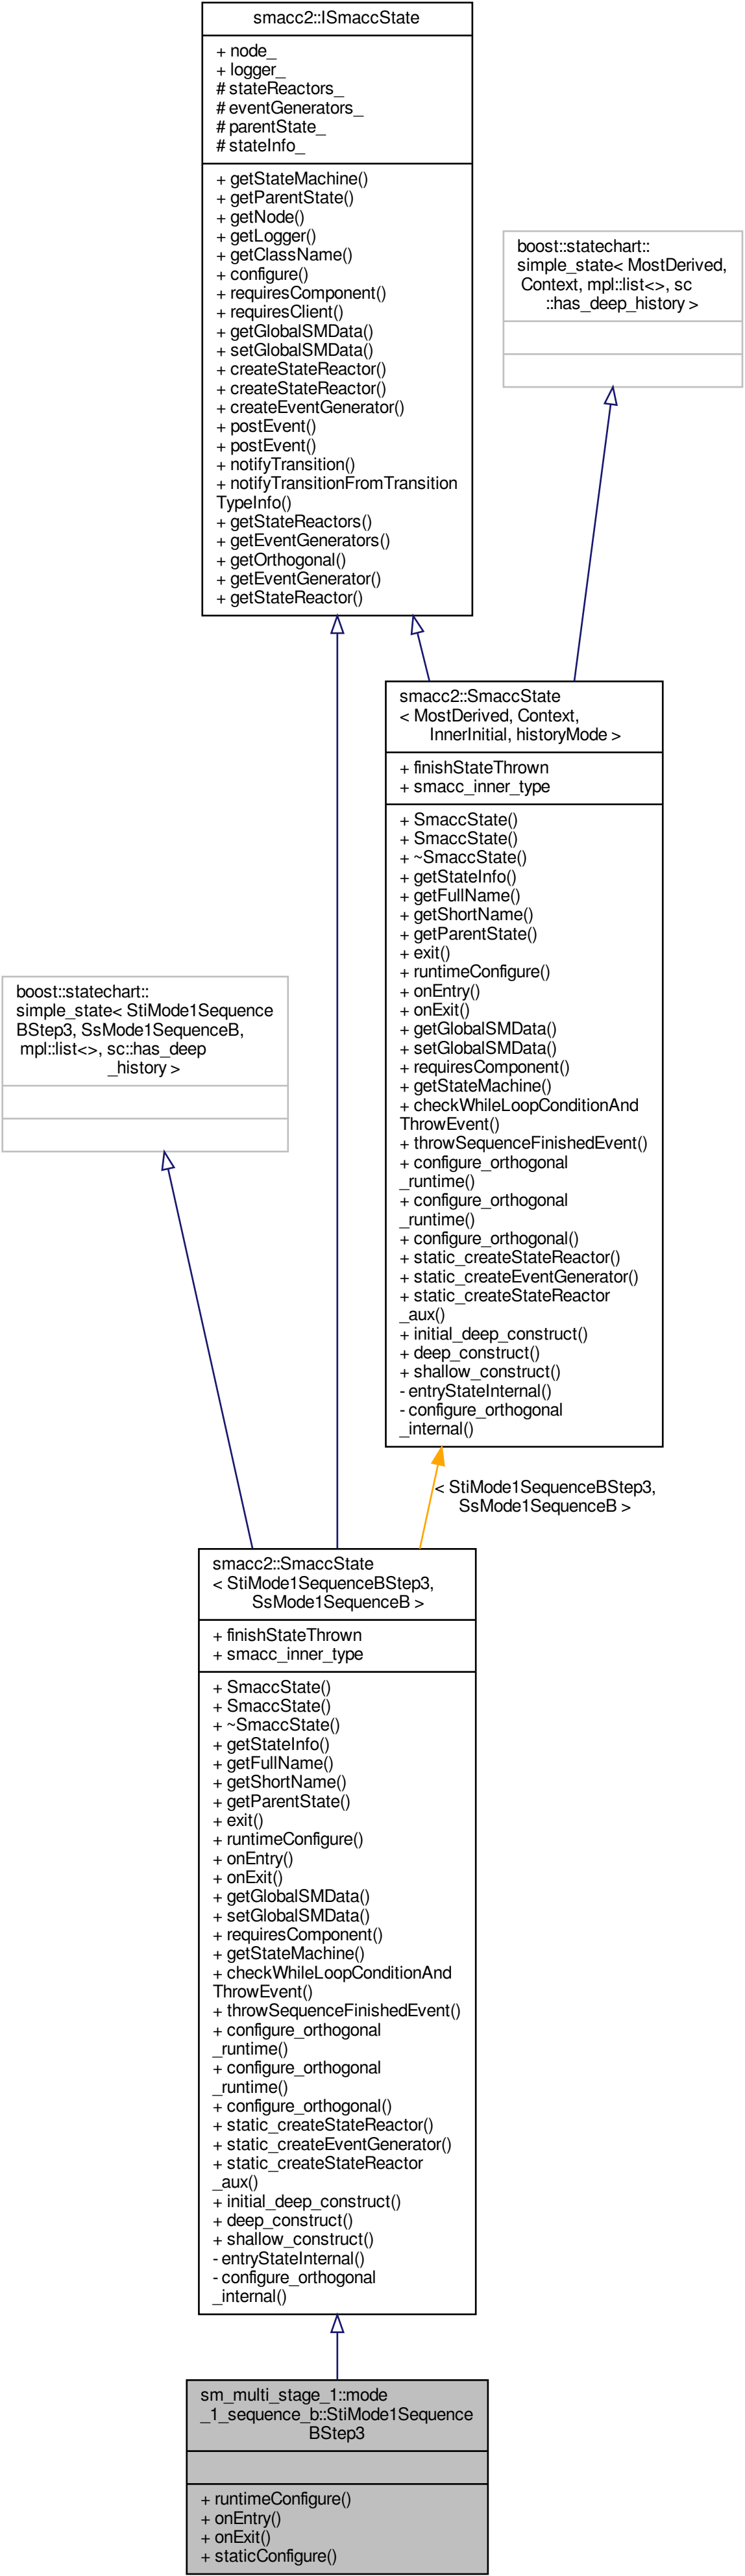 smacc2::ISmaccState
+ node_
+ logger_
# stateReactors_
# eventGenerators_
# parentState_
# stateInfo_
+ getStateMachine()
+ getParentState()
+ getNode()
+ getLogger()
+ getClassName()
+ configure()
+ requiresComponent()
+ requiresClient()
+ getGlobalSMData()
+ setGlobalSMData()
+ createStateReactor()
+ createStateReactor()
+ createEventGenerator()
+ postEvent()
+ postEvent()
+ notifyTransition()
+ notifyTransitionFromTransition
TypeInfo()
+ getStateReactors()
+ getEventGenerators()
+ getOrthogonal()
+ getEventGenerator()
+ getStateReactor()
boost::statechart::
simple_state< MostDerived,
Context, mpl::list<>, sc
::has_deep_history >
smacc2::SmaccState
< MostDerived, Context,
InnerInitial, historyMode >
+ finishStateThrown
+ smacc_inner_type
+ SmaccState()
+ SmaccState()
+ ~SmaccState()
+ getStateInfo()
+ getFullName()
+ getShortName()
+ getParentState()
+ exit()
+ runtimeConfigure()
+ onEntry()
+ onExit()
+ getGlobalSMData()
+ setGlobalSMData()
+ requiresComponent()
+ getStateMachine()
+ checkWhileLoopConditionAnd
ThrowEvent()
+ throwSequenceFinishedEvent()
+ configure_orthogonal
_runtime()
+ configure_orthogonal
_runtime()
+ configure_orthogonal()
+ static_createStateReactor()
+ static_createEventGenerator()
+ static_createStateReactor
_aux()
+ initial_deep_construct()
+ deep_construct()
+ shallow_construct()
- entryStateInternal()
- configure_orthogonal
_internal()
boost::statechart::
simple_state< StiMode1Sequence
BStep3, SsMode1SequenceB,
mpl::list<>, sc::has_deep
_history >
< StiMode1SequenceBStep3,
SsMode1SequenceB >
smacc2::SmaccState
< StiMode1SequenceBStep3,
SsMode1SequenceB >
+ finishStateThrown
+ smacc_inner_type
+ SmaccState()
+ SmaccState()
+ ~SmaccState()
+ getStateInfo()
+ getFullName()
+ getShortName()
+ getParentState()
+ exit()
+ runtimeConfigure()
+ onEntry()
+ onExit()
+ getGlobalSMData()
+ setGlobalSMData()
+ requiresComponent()
+ getStateMachine()
+ checkWhileLoopConditionAnd
ThrowEvent()
+ throwSequenceFinishedEvent()
+ configure_orthogonal
_runtime()
+ configure_orthogonal
_runtime()
+ configure_orthogonal()
+ static_createStateReactor()
+ static_createEventGenerator()
+ static_createStateReactor
_aux()
+ initial_deep_construct()
+ deep_construct()
+ shallow_construct()
- entryStateInternal()
- configure_orthogonal
_internal()
sm_multi_stage_1::mode
_1_sequence_b::StiMode1Sequence
BStep3
+ runtimeConfigure()
+ onEntry()
+ onExit()
+ staticConfigure()